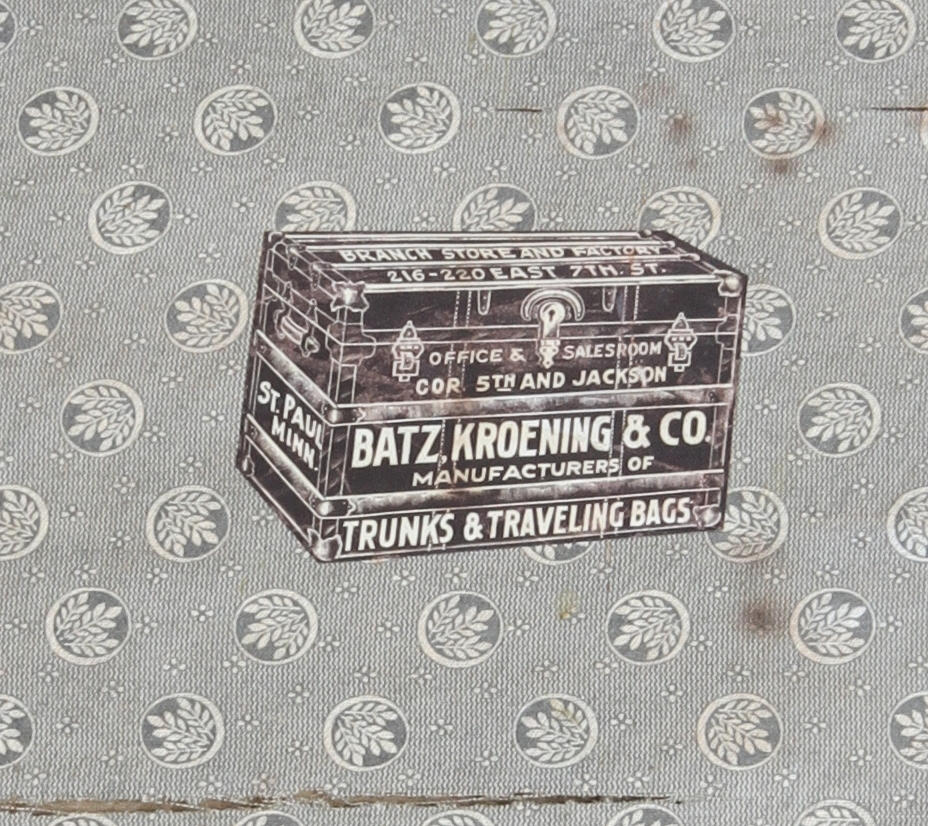 BRANCH STORE AND FACTORY
216-220 EAST 7TH. ST.
OFFICE & SALESROOM
COR. 5TH AND JACKSON
ST. PAUL
MINN.
BATZ, KROENING & CO.
MANUFACTURERS OF
TRUNKS & TRAVELING BAGS